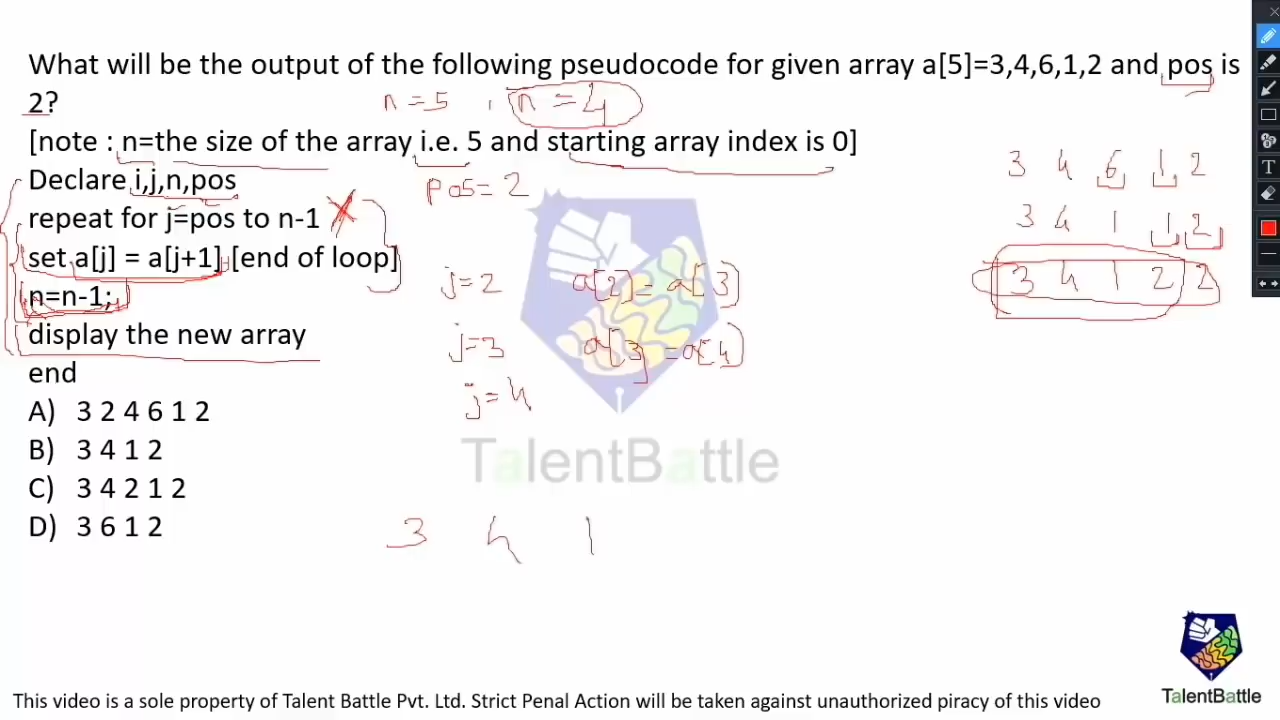 What will be the output of the following pseudocode for given array a[5]=3,4,6,1,2 and pos is
2?
n = 5 , n = 4
[note : n=the size of the array i.e. 5 and starting array index is 0]
3 4 6 1 2
Declare i,j,n,pos
pos = 2
repeat for j=pos to n-1
3 4 1 1 2
set a[j] = a[j+1] [end of loop]
j=2 a[2] = a[3]
3 4 1 2 2
n=n-1;
display the new array
j=3 a[3] = a[4]
end
j=4
A) 3 2 4 6 1 2
B) 3 4 1 2
TalentBattle
C) 3 4 2 1 2
D) 3 6 1 2
3 4 1
TalentBattle
This video is a sole property of Talent Battle Pvt. Ltd. Strict Penal Action will be taken against unauthorized piracy of this video